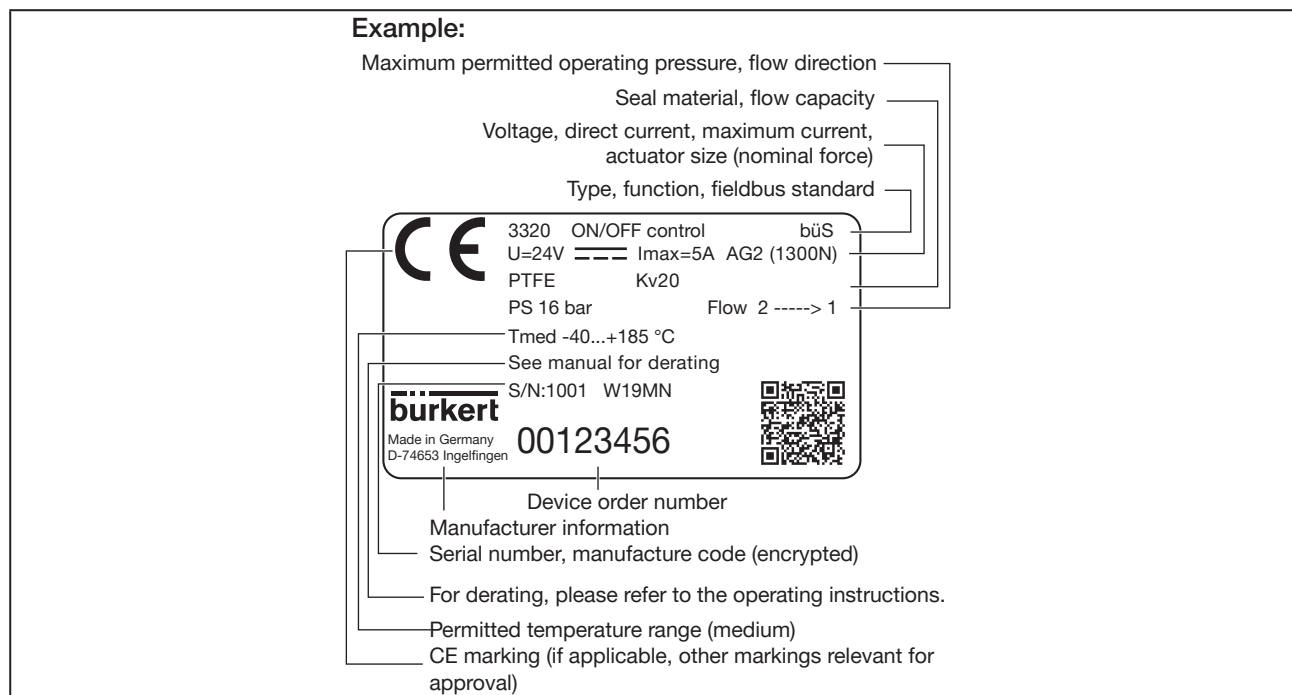 Example:
Maximum permitted operating pressure, flow direction
Seal material, flow capacity
Voltage, direct current, maximum current,
actuator size (nominal force)
Type, function, fieldbus standard
CE
3320 ON/OFF control büS
U=24V Imax=5A AG2 (1300N)
PTFE Kv20
PS 16 bar Flow 2 -----> 1
Tmed -40...+185 °C
See manual for derating
S/N:1001 W19MN
bürkert
Made in Germany
D-74653 Ingelfingen
00123456
Device order number
Manufacturer information
Serial number, manufacture code (encrypted)
For derating, please refer to the operating instructions.
Permitted temperature range (medium)
CE marking (if applicable, other markings relevant for
approval)